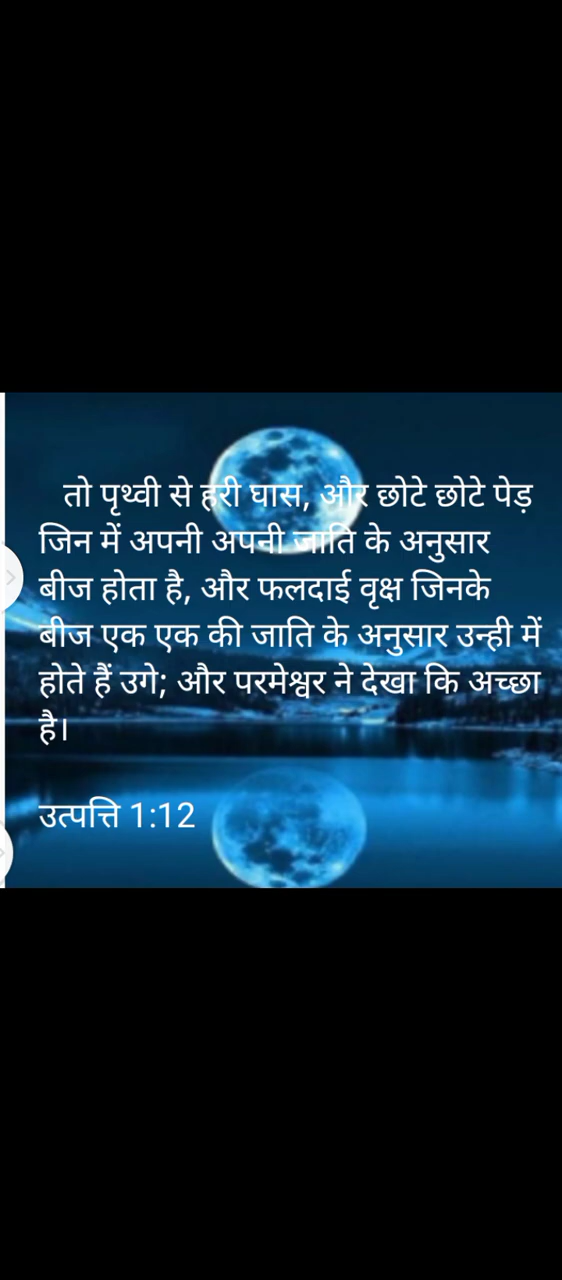 तो पृथ्वी से हरी घास, और छोटे छोटे पेड़
जिन में अपनी अपनी जाति के अनुसार
बीज होता है, और फलदाई वृक्ष जिनके
बीज एक एक की जाति के अनुसार उन्ही में
होते हैं उगे; और परमेश्वर ने देखा कि अच्छा
है।
उत्पत्ति 1:12